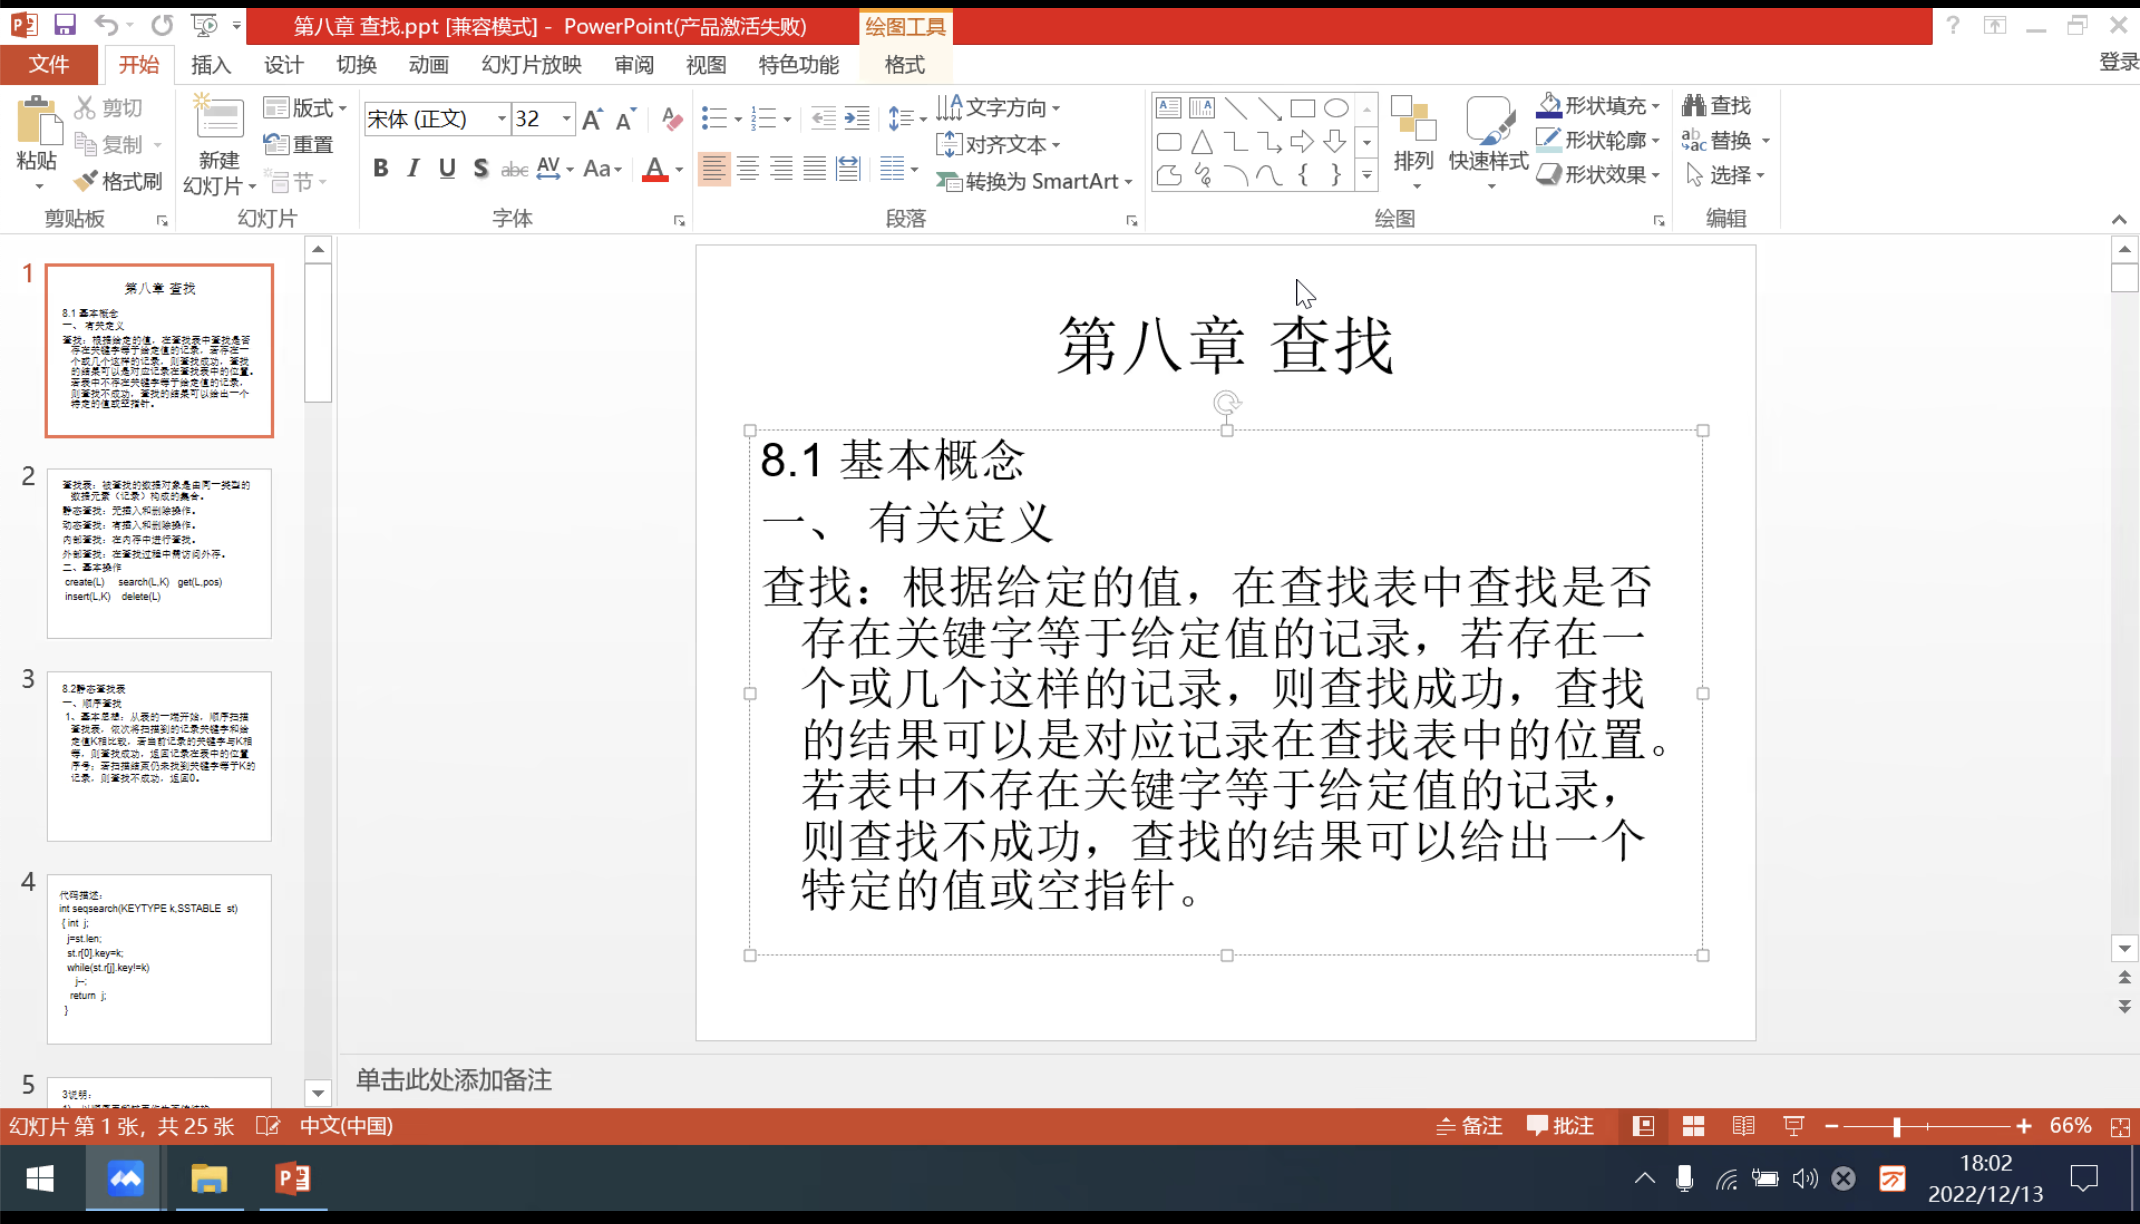 第八章 查找.ppt [兼容模式] - PowerPoint(产品激活失败)
绘图工具
文件 开始 插入 设计 切换 动画 幻灯片放映 审阅 视图 特色功能 格式
登录
粘贴
剪切
复制
格式刷
剪贴板
新建
幻灯片
版式
重置
节
幻灯片
宋体 (正文) 32
B I U S abc AV Aa A
字体
文字方向
对齐文本
转换为 SmartArt
段落
排列
快速样式
形状填充
形状轮廓
形状效果
绘图
查找
替换
选择
编辑
1
第八章 查找
8.1 基本概念
一、 有关定义
查找：根据给定的值，在查找表中查找是否
存在关键字等于给定值的记录，若存在一
个或几个这样的记录，则查找成功，查找
的结果可以是对应记录在查找表中的位置。
若表中不存在关键字等于给定值的记录，
则查找不成功，查找的结果可以给出一个
特定的值或空指针。
2
查找表：被查找的数据对象是由同一类型的
数据元素（记录）构成的集合。
静态查找：无插入和删除操作。
动态查找：有插入和删除操作。
内部查找：在内存中进行查找。
外部查找：在查找过程中需访问外存。
二、基本操作
create(L) search(L,K) get(L,pos)
insert(L,K) delete(L)
3
8.2静态查找表
一、顺序查找
1、基本思想：从表的一端开始，顺序扫描
查找表，依次将扫描到的记录关键字和给
定值K相比较，若当前记录的关键字与K相
等，则查找成功，返回记录在表中的位置
序号；若扫描结束仍未找到关键字等于K的
记录，则查找不成功，返回0。
4
代码描述：
int seqsearch(KEYTYPE k,SSTABLE st)
{ int j;
j=st.len;
st.r[0].key=k;
while(st.r[j].key!=k)
j--;
return j;
}
5
3说明：
第八章 查找
8.1 基本概念
一、 有关定义
查找：根据给定的值，在查找表中查找是否
存在关键字等于给定值的记录，若存在一
个或几个这样的记录，则查找成功，查找
的结果可以是对应记录在查找表中的位置。
若表中不存在关键字等于给定值的记录，
则查找不成功，查找的结果可以给出一个
特定的值或空指针。
单击此处添加备注
幻灯片 第 1 张，共 25 张 中文(中国) 备注 批注 66%
18:02
2022/12/13